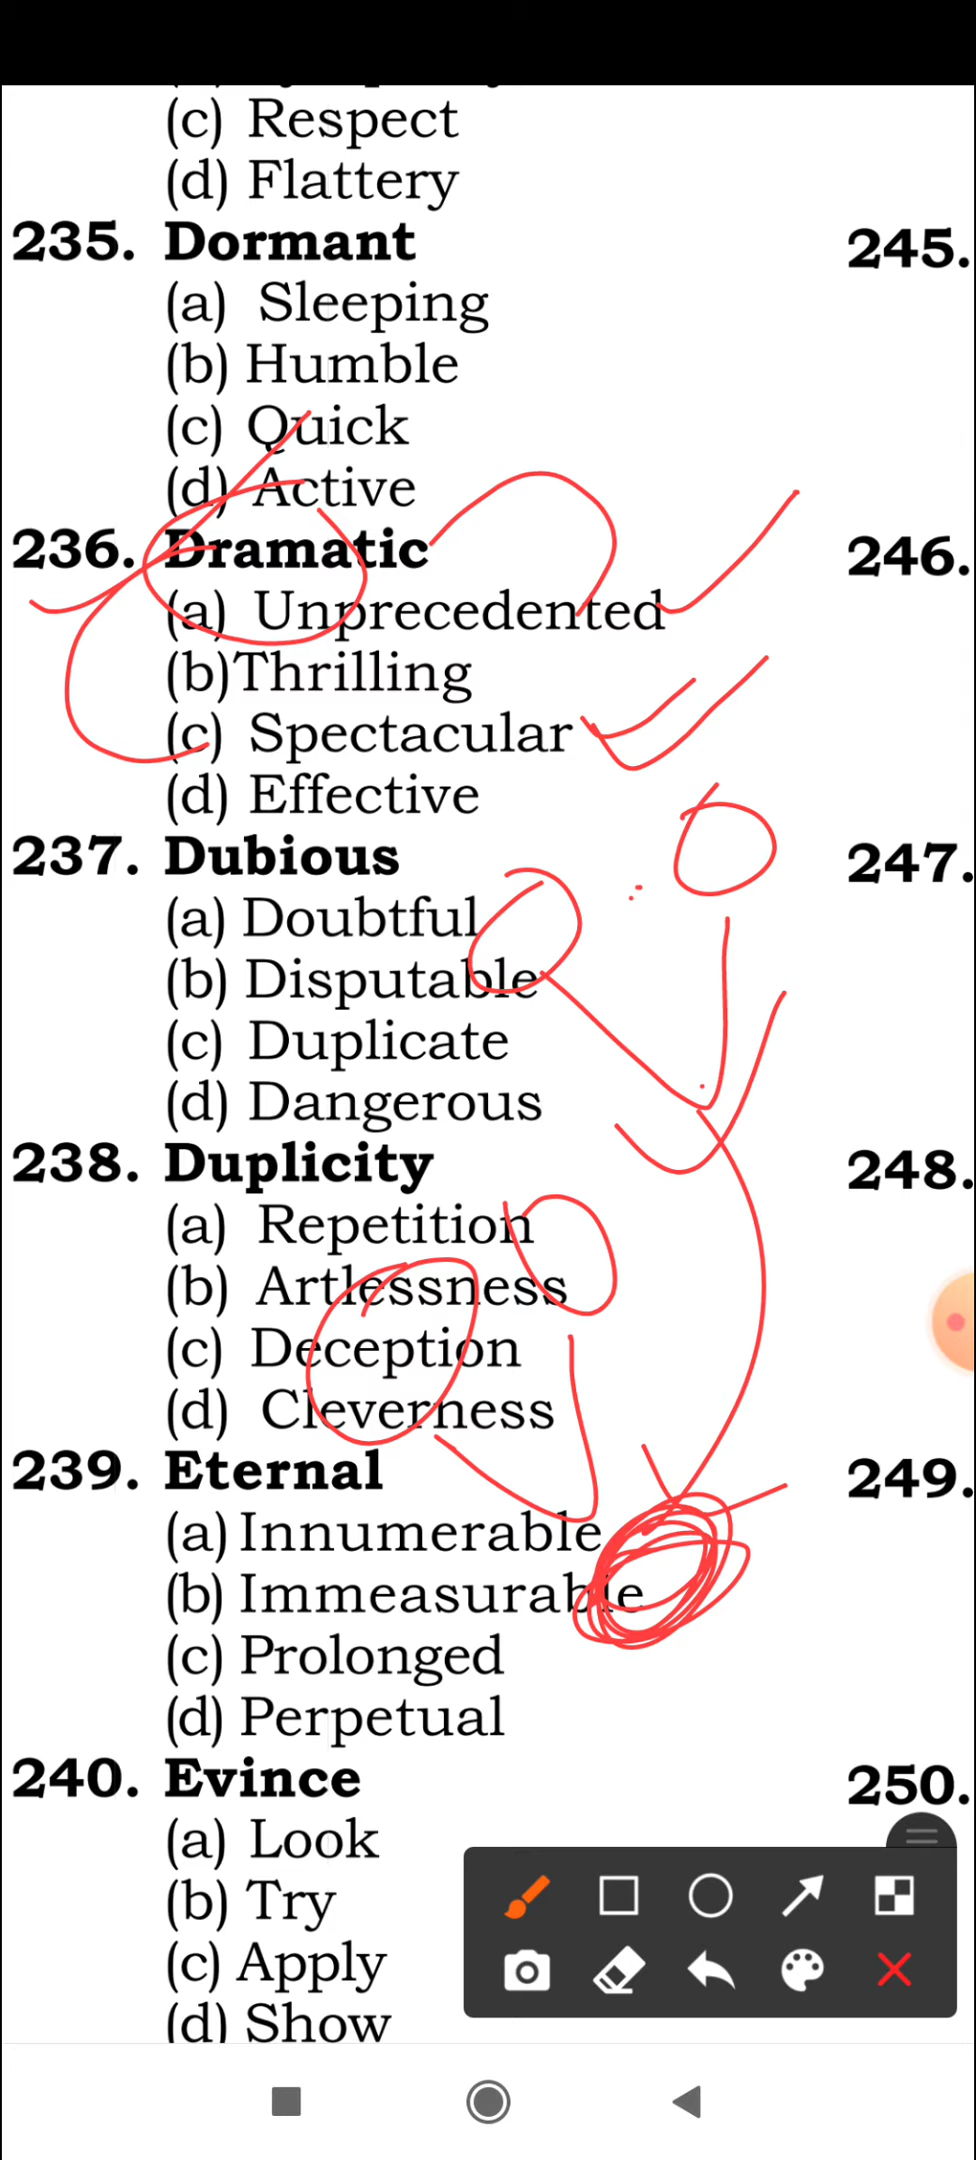 (c) Respect
(d) Flattery
235. Dormant
(a) Sleeping
(b) Humble
(c) Quick
(d) Active
236. Dramatic
(a) Unprecedented
(b)Thrilling
(c) Spectacular
(d) Effective
237. Dubious
(a) Doubtful
(b) Disputable
(c) Duplicate
(d) Dangerous
238. Duplicity
(a) Repetition
(b) Artlessness
(c) Deception
(d) Cleverness
239. Eternal
(a) Innumerable
(b) Immeasurable
(c) Prolonged
(d) Perpetual
240. Evince
(a) Look
(b) Try
(c) Apply
(d) Show
245.
246.
247.
248.
249.
250.